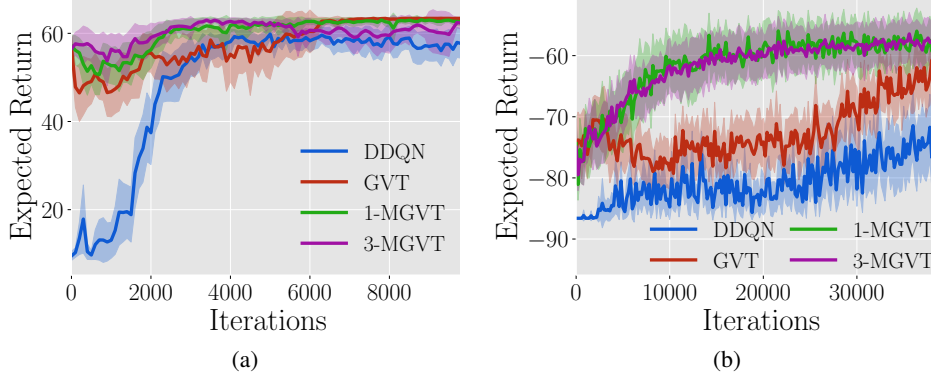 60
40
20
Expected Return
DDQN
GVT
1-MGVT
3-MGVT
0 2000 4000 6000 8000
Iterations
(a)
−60
−70
−80
−90
Expected Return
DDQN 1-MGVT
GVT 3-MGVT
0 10000 20000 30000
Iterations
(b)